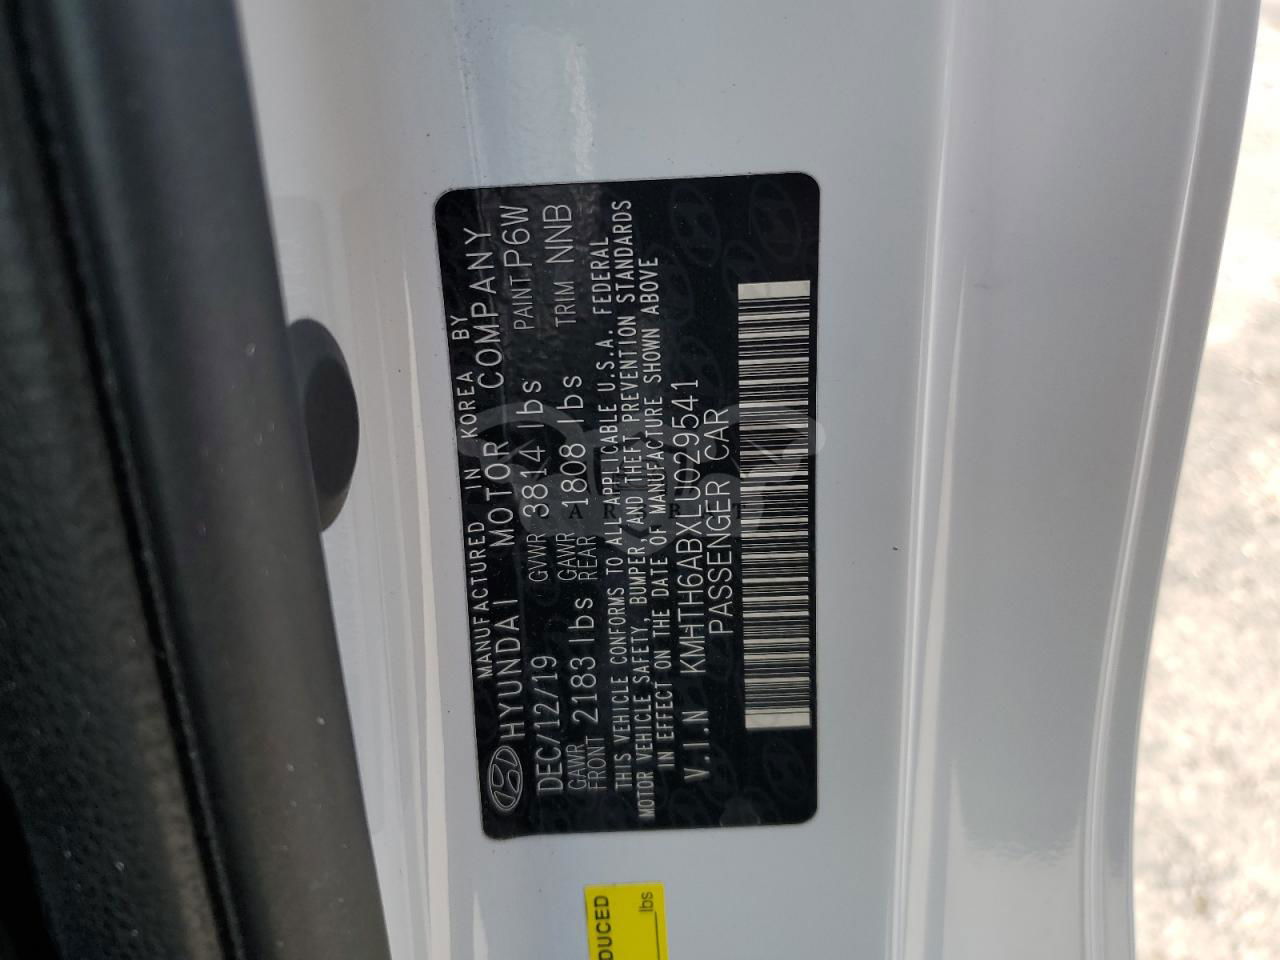 MANUFACTURED IN KOREA BY
HYUNDAI MOTOR COMPANY
DEC/12/19 GVWR 3814 lbs PAINT P6W
GAWR FRONT 2183 lbs GAWR REAR 1808 lbs TRIM NNB
THIS VEHICLE CONFORMS TO ALL APPLICABLE U.S.A. FEDERAL
MOTOR VEHICLE SAFETY, BUMPER, AND THEFT PREVENTION STANDARDS
IN EFFECT ON THE DATE OF MANUFACTURE SHOWN ABOVE
V.I.N KMHTH6ABXLU029541
PASSENGER CAR
DUCED
lbs